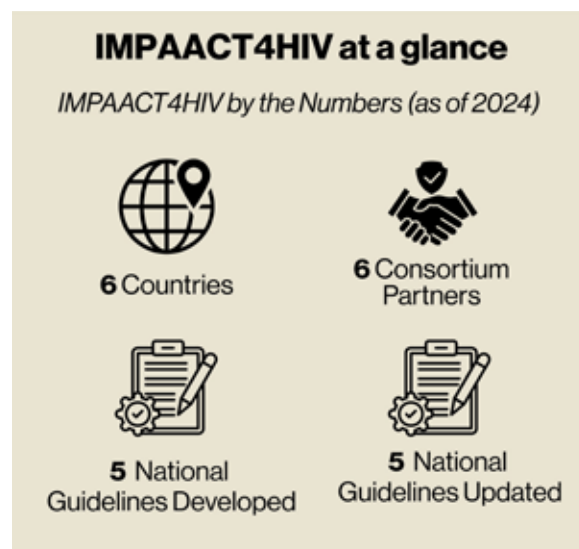 IMPAACT4HIV at a glance
IMPAACT4HIV by the Numbers (as of 2024)
6 Countries
6 Consortium
Partners
5 National
Guidelines Developed
5 National
Guidelines Updated